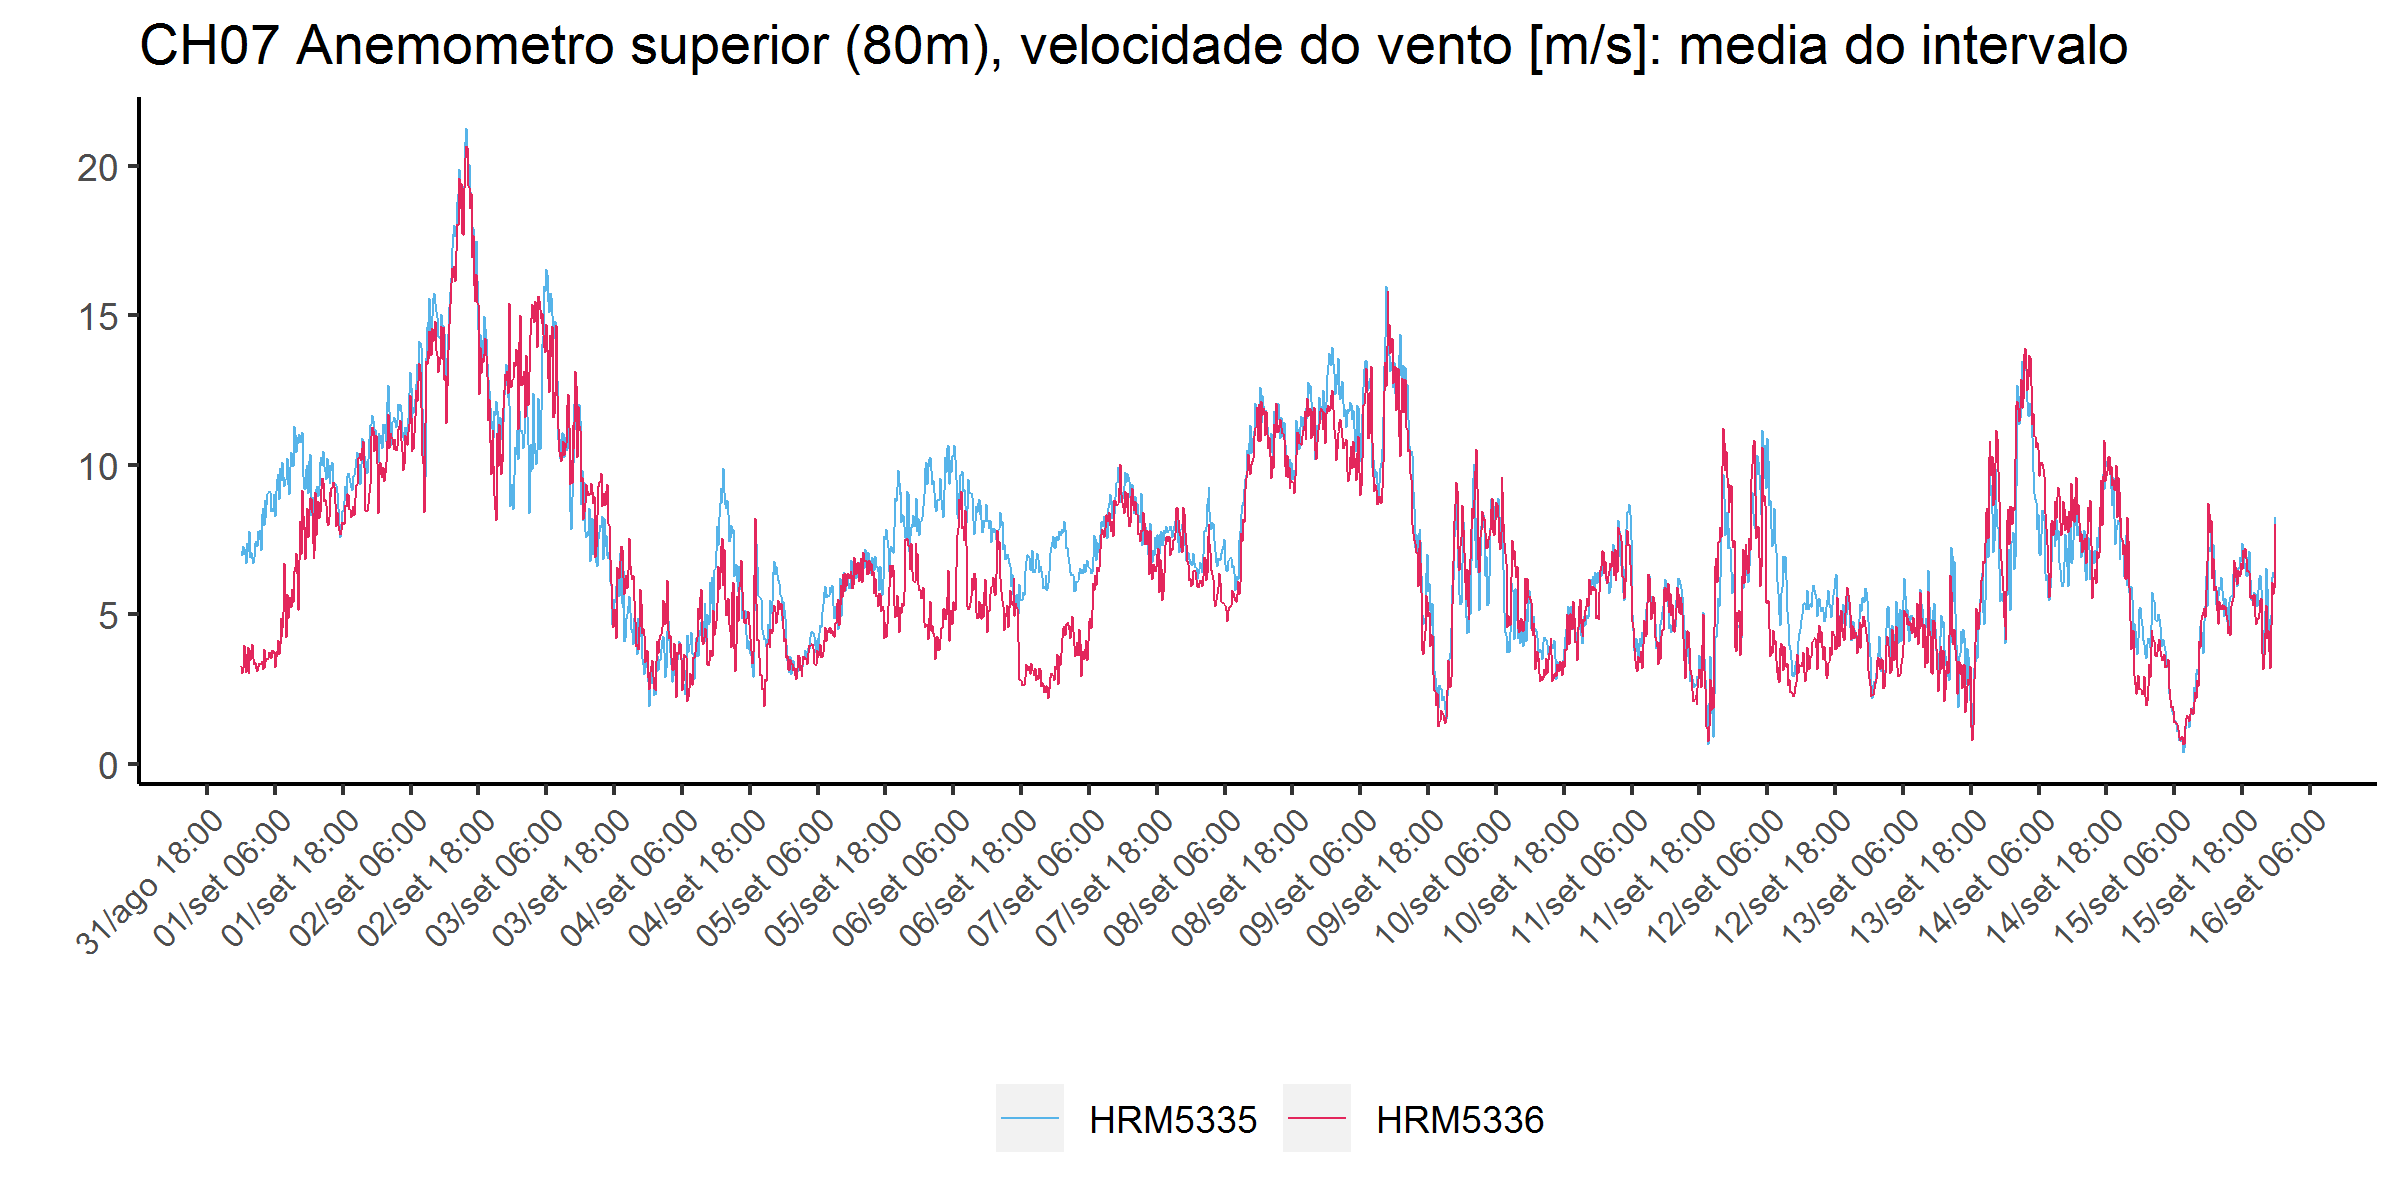 CH07 Anemometro superior (80m), velocidade do vento [m/s]: media do intervalo
20
15
10
5
0
31/ago 18:00
01/set 06:00
01/set 18:00
02/set 06:00
02/set 18:00
03/set 06:00
03/set 18:00
04/set 06:00
04/set 18:00
05/set 06:00
05/set 18:00
06/set 06:00
06/set 18:00
07/set 06:00
07/set 18:00
08/set 06:00
08/set 18:00
09/set 06:00
09/set 18:00
10/set 06:00
10/set 18:00
11/set 06:00
11/set 18:00
12/set 06:00
12/set 18:00
13/set 06:00
13/set 18:00
14/set 06:00
14/set 18:00
15/set 06:00
15/set 18:00
16/set 06:00
HRM5335
HRM5336